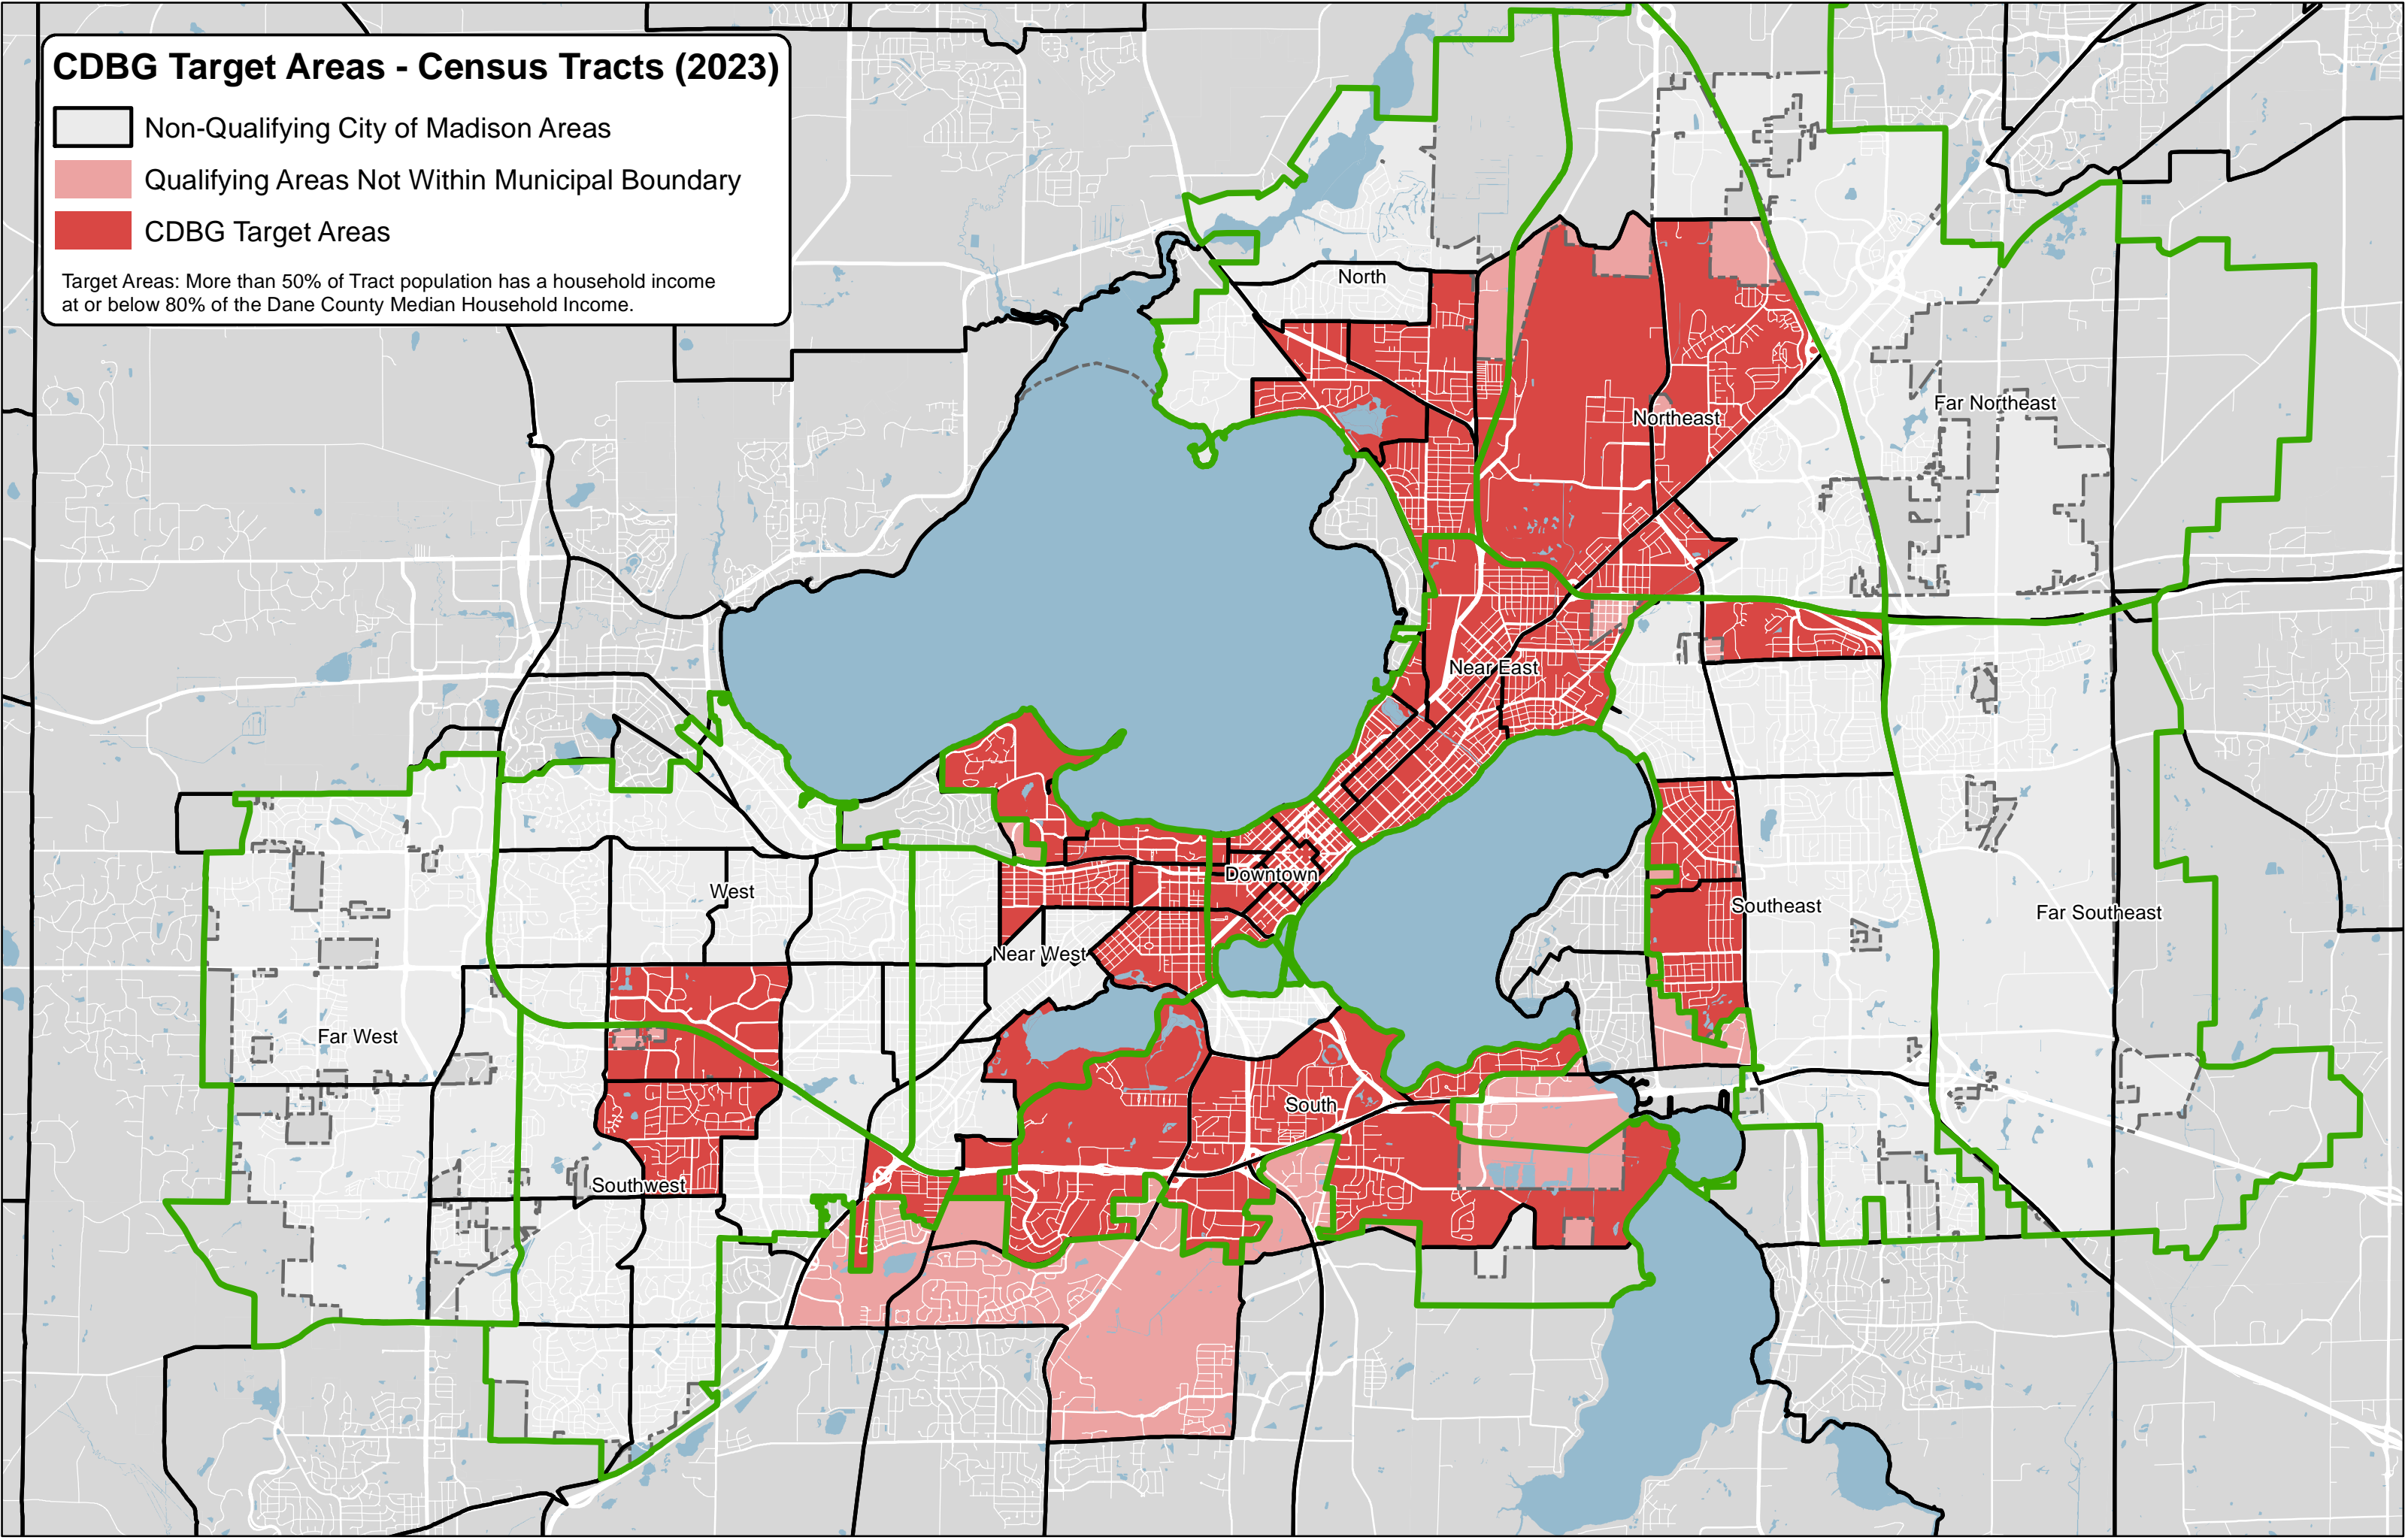 CDBG Target Areas - Census Tracts (2023)
Non-Qualifying City of Madison Areas
Qualifying Areas Not Within Municipal Boundary
CDBG Target Areas
Target Areas: More than 50% of Tract population has a household income
at or below 80% of the Dane County Median Household Income.
North
Northeast
Far Northeast
Near East
Downtown
West
Southeast
Far Southeast
Near West
Far West
South
Southwest